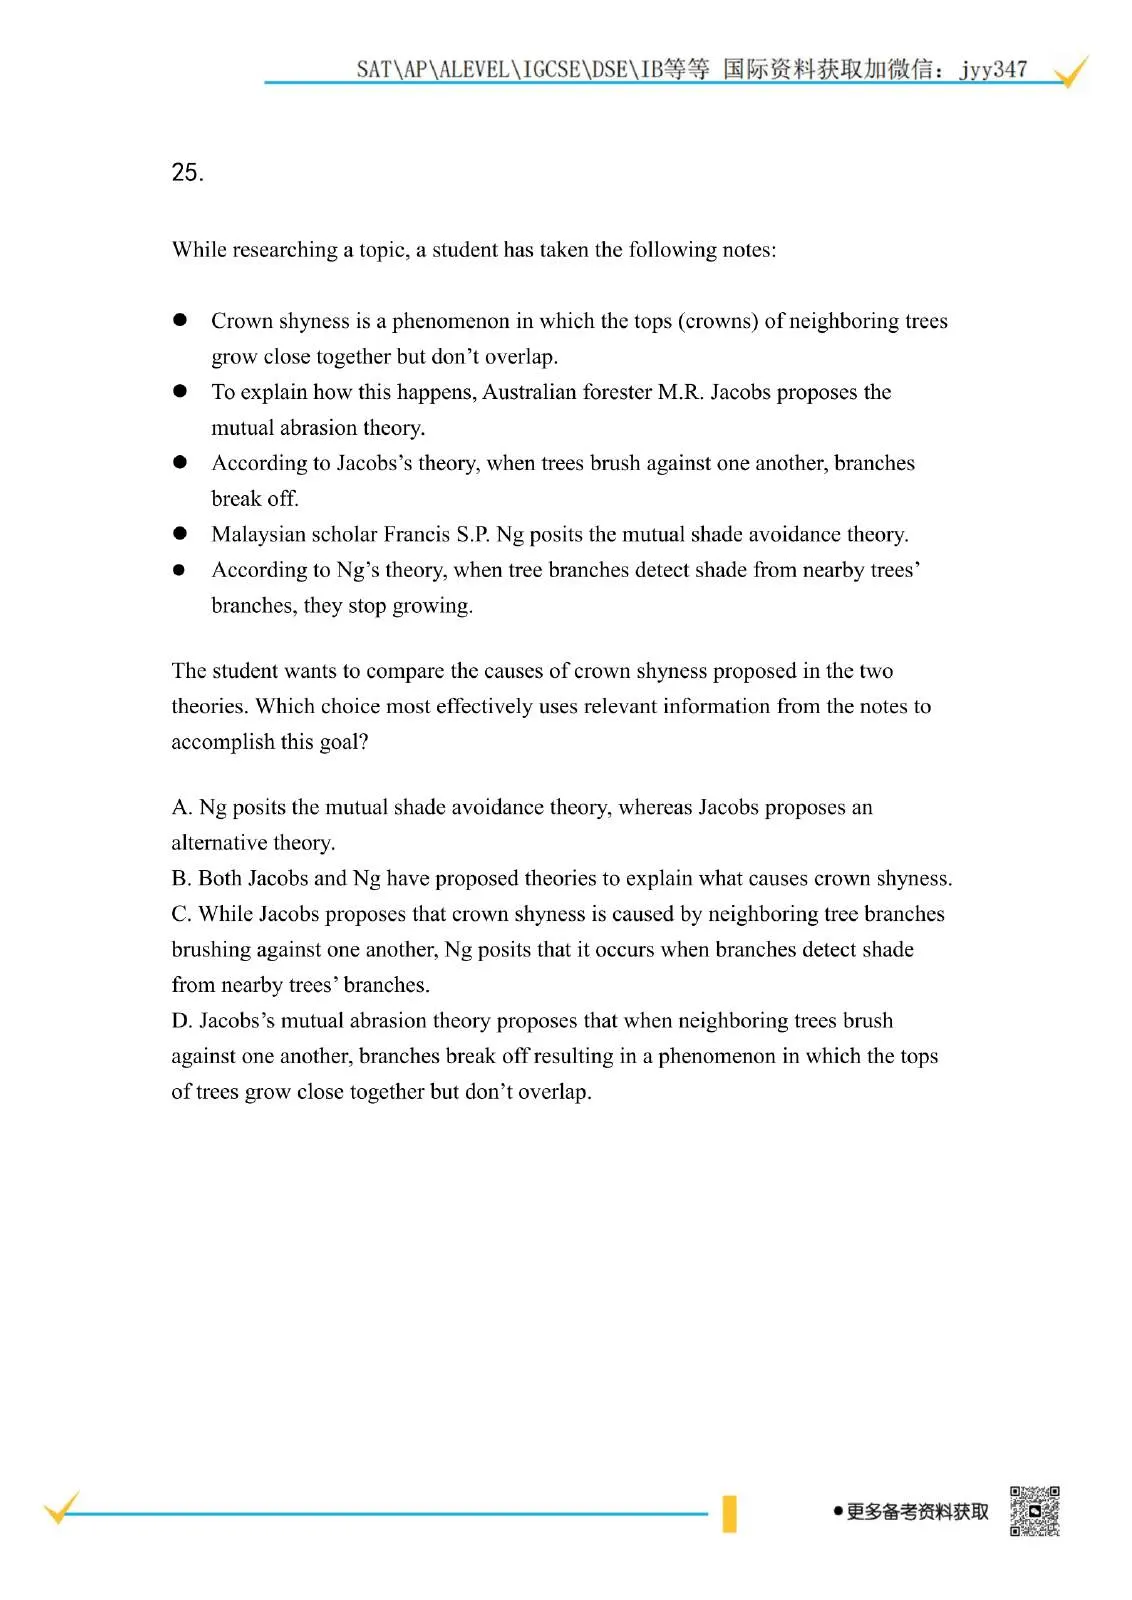 SAT\AP\ALEVEL\IGCSE\DSE\IB等等 国际资料获取加微信：jyy347
25.
While researching a topic, a student has taken the following notes:
● Crown shyness is a phenomenon in which the tops (crowns) of neighboring trees
grow close together but don’t overlap.
● To explain how this happens, Australian forester M.R. Jacobs proposes the
mutual abrasion theory.
● According to Jacobs’s theory, when trees brush against one another, branches
break off.
● Malaysian scholar Francis S.P. Ng posits the mutual shade avoidance theory.
● According to Ng’s theory, when tree branches detect shade from nearby trees’
branches, they stop growing.
The student wants to compare the causes of crown shyness proposed in the two
theories. Which choice most effectively uses relevant information from the notes to
accomplish this goal?
A. Ng posits the mutual shade avoidance theory, whereas Jacobs proposes an
alternative theory.
B. Both Jacobs and Ng have proposed theories to explain what causes crown shyness.
C. While Jacobs proposes that crown shyness is caused by neighboring tree branches
brushing against one another, Ng posits that it occurs when branches detect shade
from nearby trees’ branches.
D. Jacobs’s mutual abrasion theory proposes that when neighboring trees brush
against one another, branches break off resulting in a phenomenon in which the tops
of trees grow close together but don’t overlap.
●更多备考资料获取